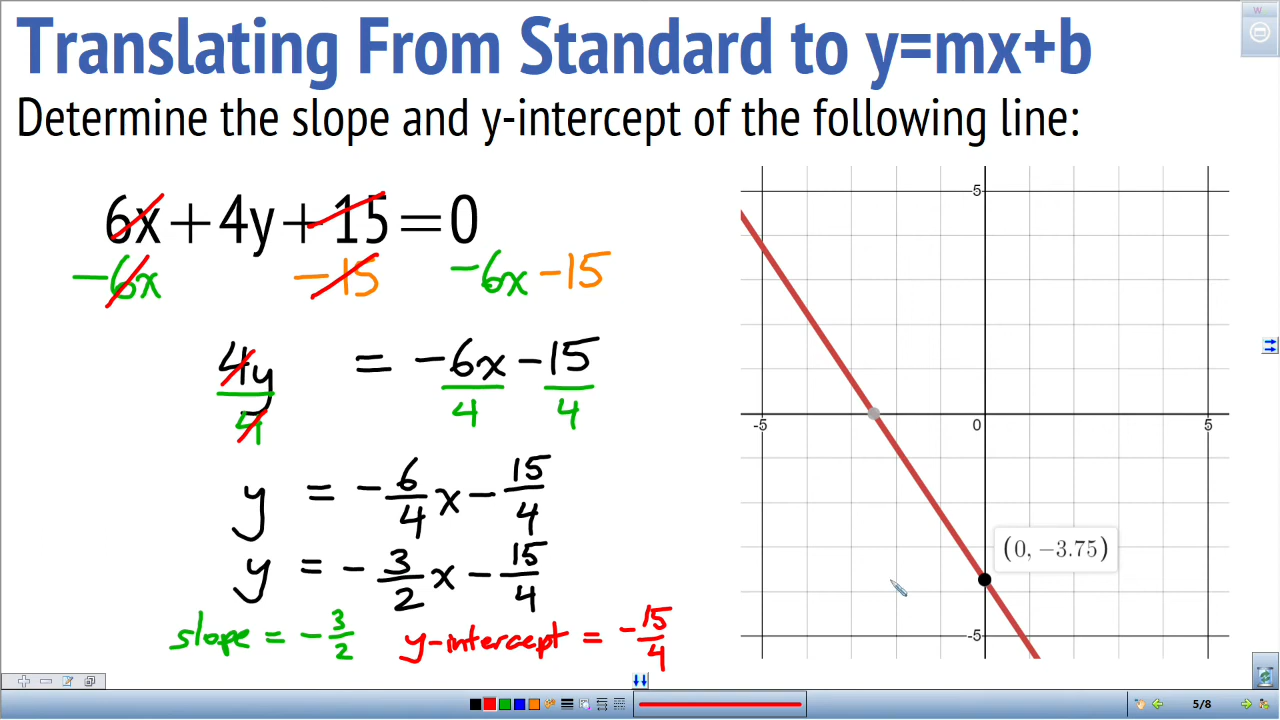 Translating From Standard to y=mx+b
Determine the slope and y-intercept of the following line:
6x+4y+15=0
-6x -15 -6x -15
4y = -6x -15
4 4 4
y = -6/4 x - 15/4
y = -3/2 x - 15/4
slope = -3/2 y-intercept = -15/4
5
-5 0 5
(0, −3.75)
-5
5/8